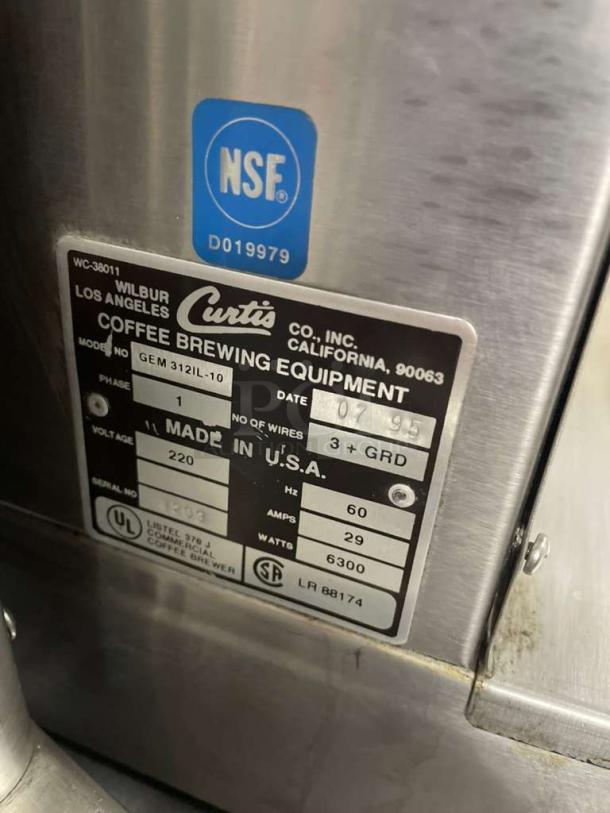 NSF®
D019979
WC-38011
WILBUR Curtis CO., INC.
LOS ANGELES CALIFORNIA, 90063
COFFEE BREWING EQUIPMENT
MODEL NO GEM 312IL-10
DATE 07 95
PHASE 1
NO OF WIRES 3 + GRD
MADE IN U.S.A.
VOLTAGE 220
Hz 60
SERIAL NO
AMPS 29
WATTS 6300
UL
LISTED 378 J
COMMERCIAL
COFFEE BREWER
SA
LR 88174